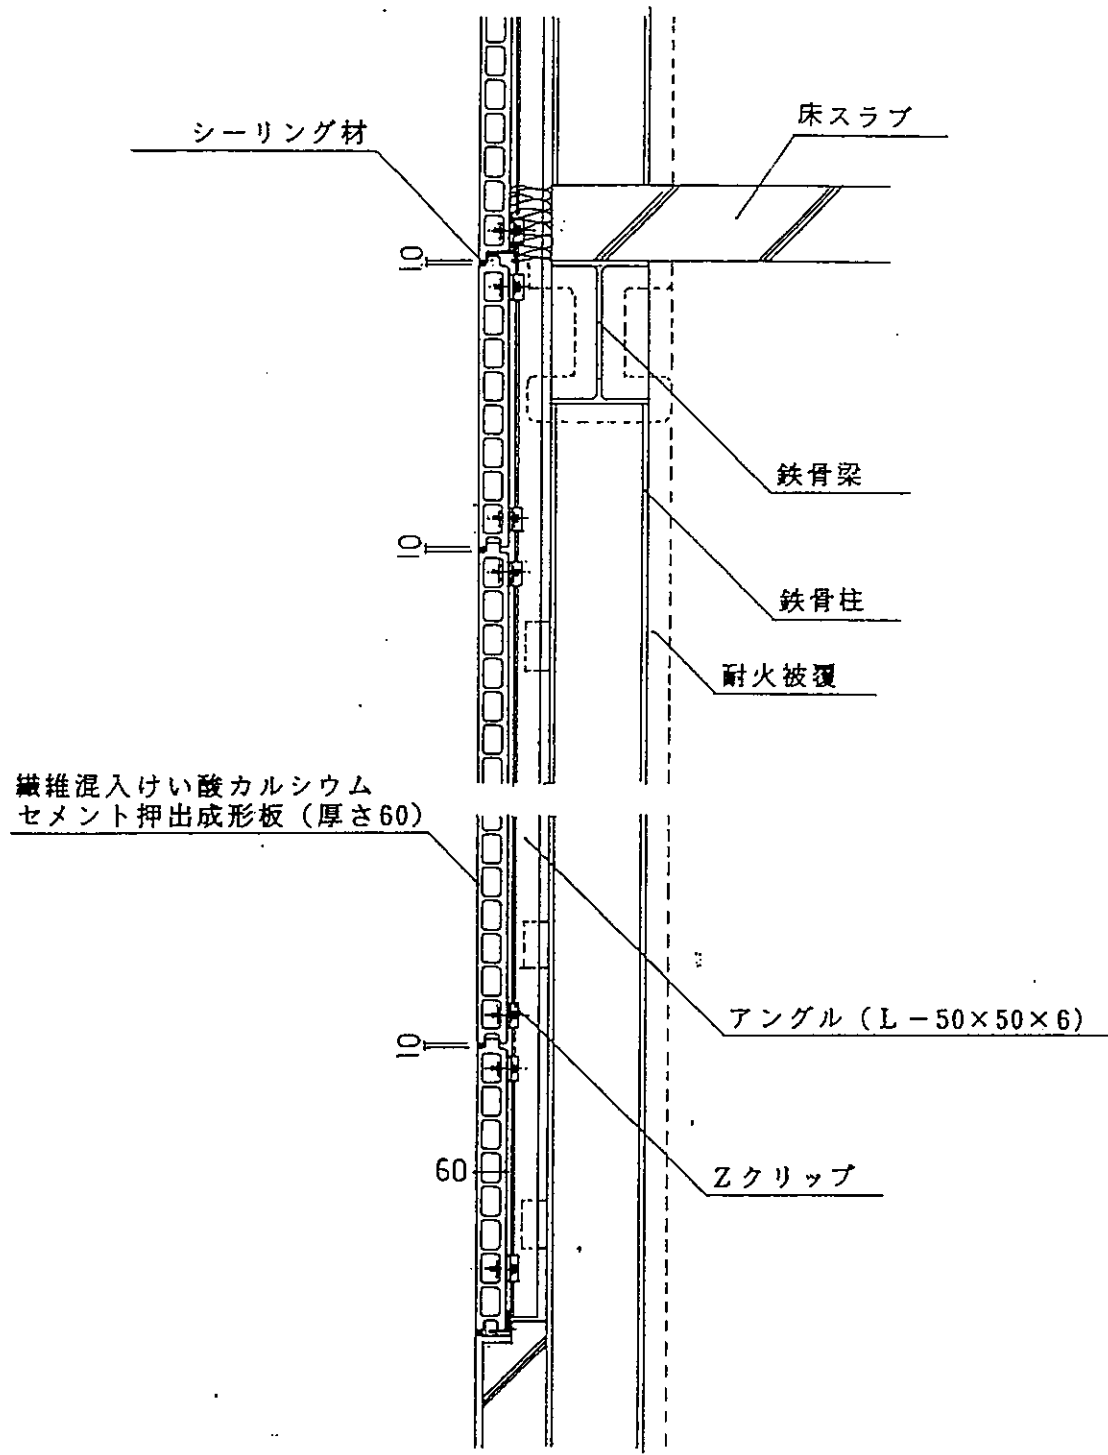 床スラブ
シーリング材
10
鉄骨梁
10
鉄骨柱
耐火被覆
繊維混入けい酸カルシウム
セメント押出成形板（厚さ60）
アングル（L－50×50×6）
10
60
Zクリップ